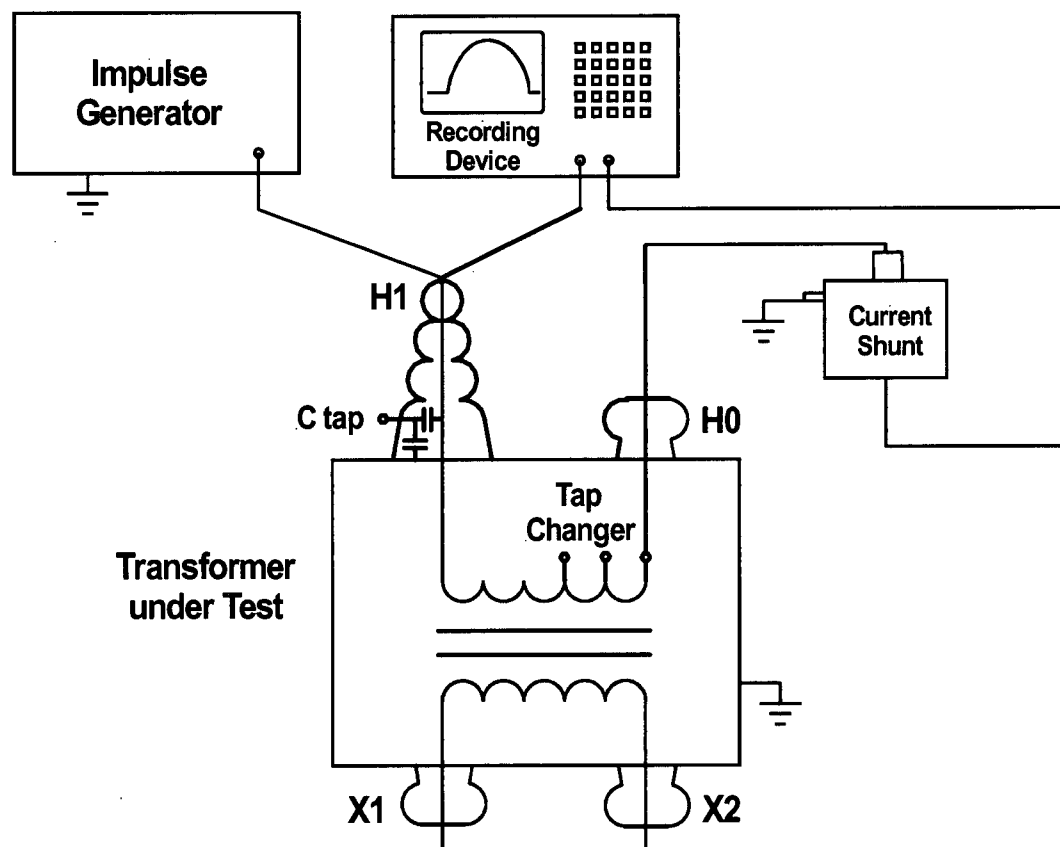 Impulse
Generator
Recording
Device
H1
Current
Shunt
C tap
H0
Tap
Changer
Transformer
under Test
X1
X2